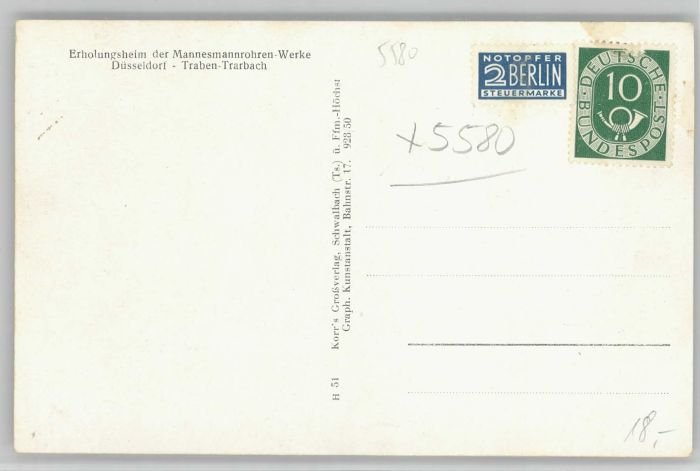 Erholungsheim der Mannesmannrohren-Werke
Düsseldorf - Traben-Trarbach
5580
NOTOPFER
2 BERLIN
STEUERMARKE
DEUTSCHE
10
BUNDESPOST
x5580
H 51 Korr's Großverlag, Schwalbach (Ts.) ü. Ffm.-Höchst
Graph. Kunstanstalt, Bahnstr. 17. 928/50
18,-